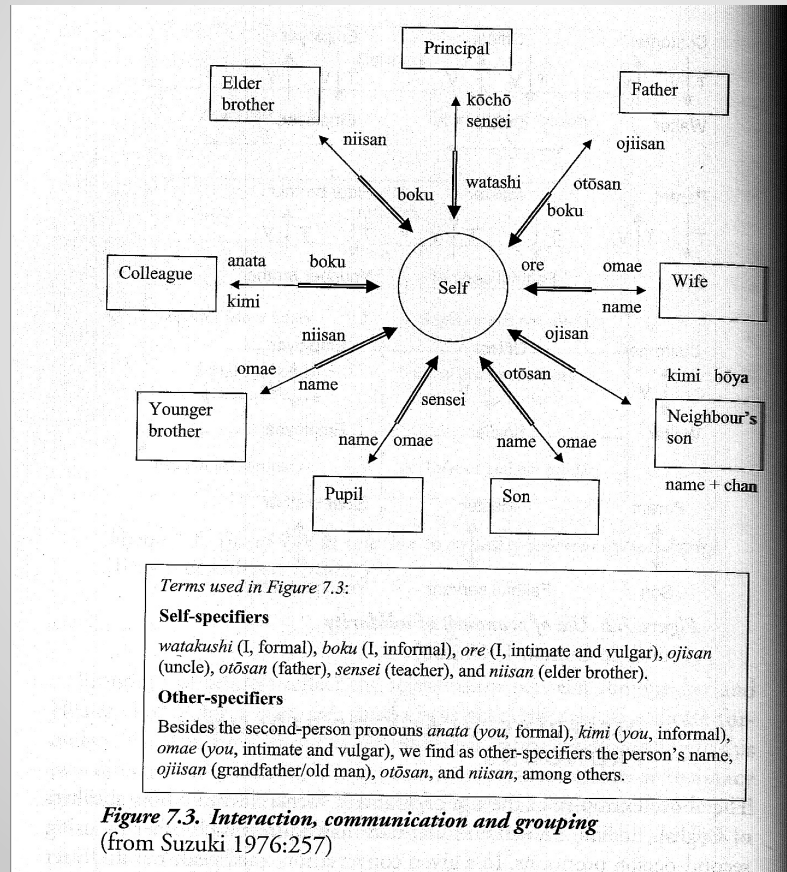 Principal
Elder
brother
Father
kōchō
sensei
niisan
ojiisan
watashi
otōsan
boku
boku
Colleague
anata
boku
kimi
Self
ore
omae
name
Wife
niisan
ojisan
omae
name
otōsan
kimi bōya
sensei
Younger
brother
Neighbour's
son
name
omae
name
omae
name + chan
Pupil
Son
Terms used in Figure 7.3:
Self-specifiers
watakushi (I, formal), boku (I, informal), ore (I, intimate and vulgar), ojisan
(uncle), otōsan (father), sensei (teacher), and niisan (elder brother).
Other-specifiers
Besides the second-person pronouns anata (you, formal), kimi (you, informal),
omae (you, intimate and vulgar), we find as other-specifiers the person's name,
ojiisan (grandfather/old man), otōsan, and niisan, among others.
Figure 7.3. Interaction, communication and grouping
(from Suzuki 1976:257)